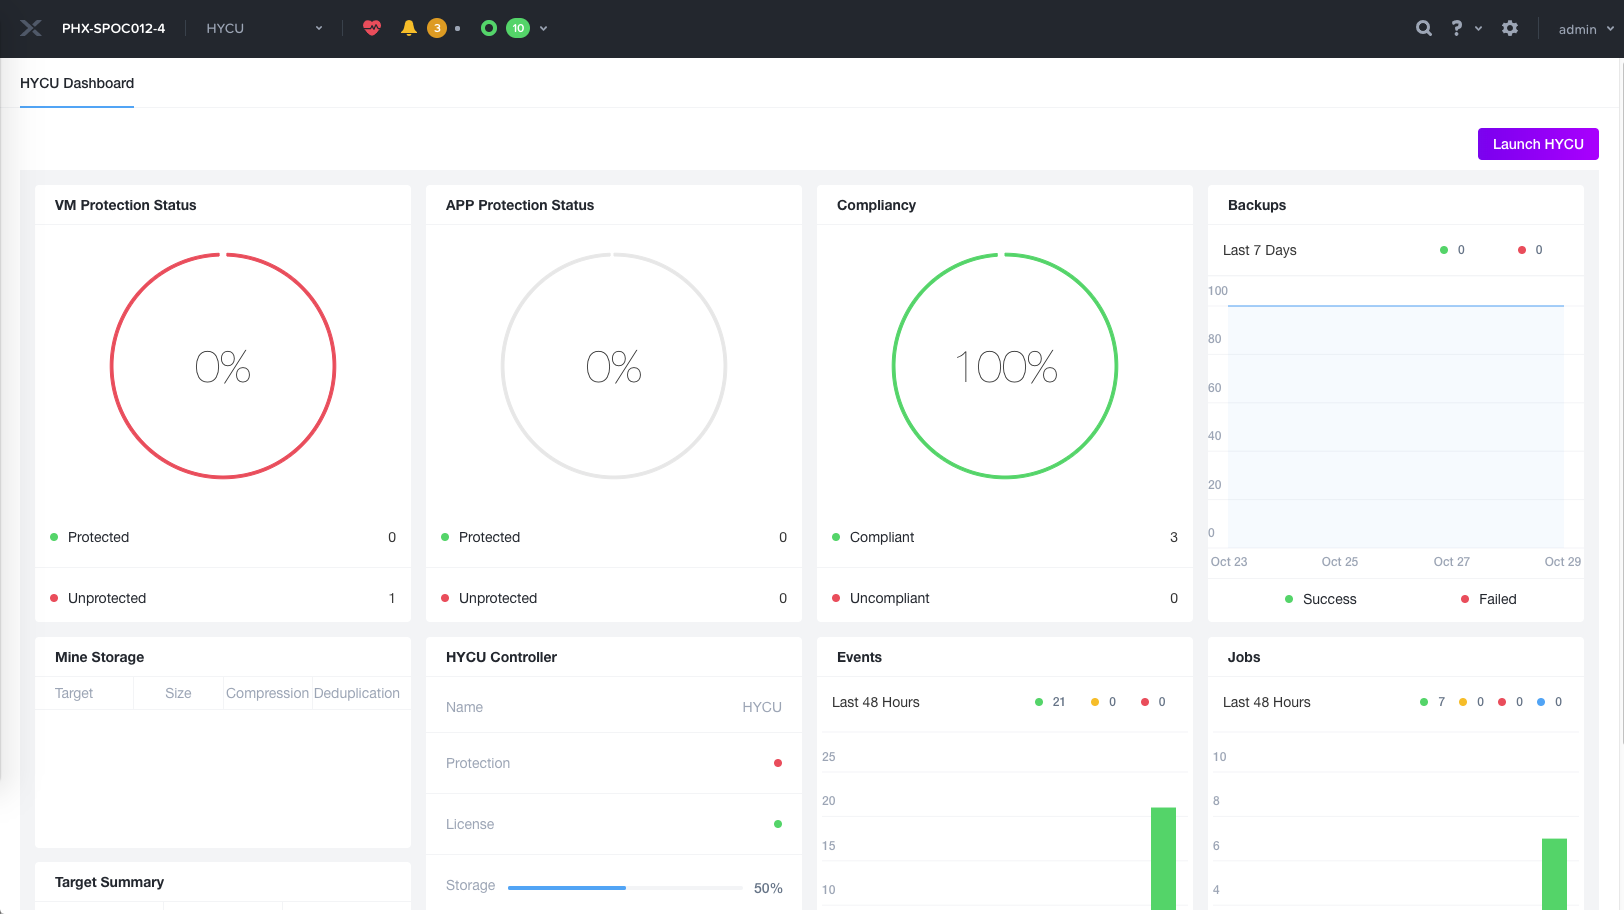 PHX-SPOC012-4 HYCU 3 10 ? admin
HYCU Dashboard
Launch HYCU
VM Protection Status
0%
Protected 0
Unprotected 1
APP Protection Status
0%
Protected 0
Unprotected 0
Compliancy
100%
Compliant 3
Uncompliant 0
Backups
Last 7 Days 0 0
100
80
60
40
20
0
Oct 23 Oct 25 Oct 27 Oct 29
Success Failed
Mine Storage
Target Size Compression Deduplication
Target Summary
HYCU Controller
Name HYCU
Protection
License
Storage 50%
Events
Last 48 Hours 21 0 0
25
20
15
10
Jobs
Last 48 Hours 7 0 0 0
10
8
6
4